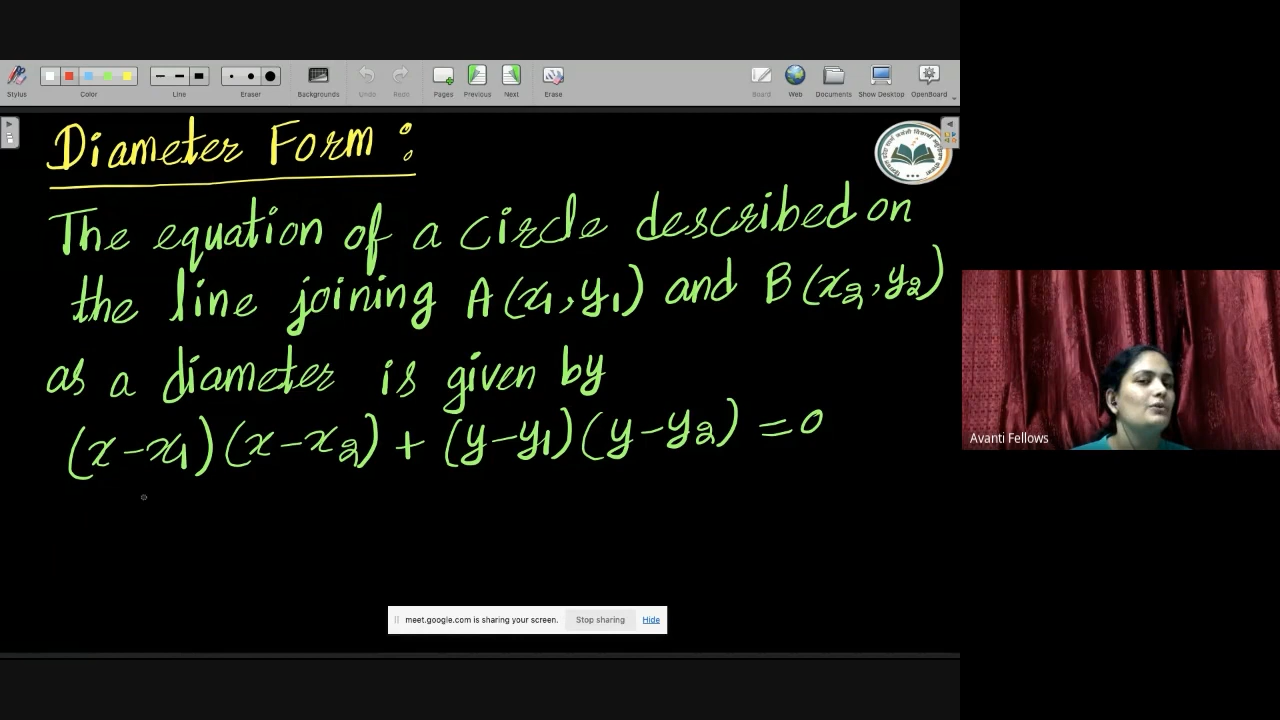 Stylus
Color
Line
Eraser
Backgrounds
Undo
Redo
Pages
Previous
Next
Erase
Board
Web
Documents
Show Desktop
OpenBoard
Diameter Form :
The equation of a circle described on
the line joining A(x1, y1) and B(x2, y2)
as a diameter is given by
(x-x1)(x-x2) + (y-y1)(y-y2) = 0
Avanti Fellows
meet.google.com is sharing your screen. Stop sharing Hide